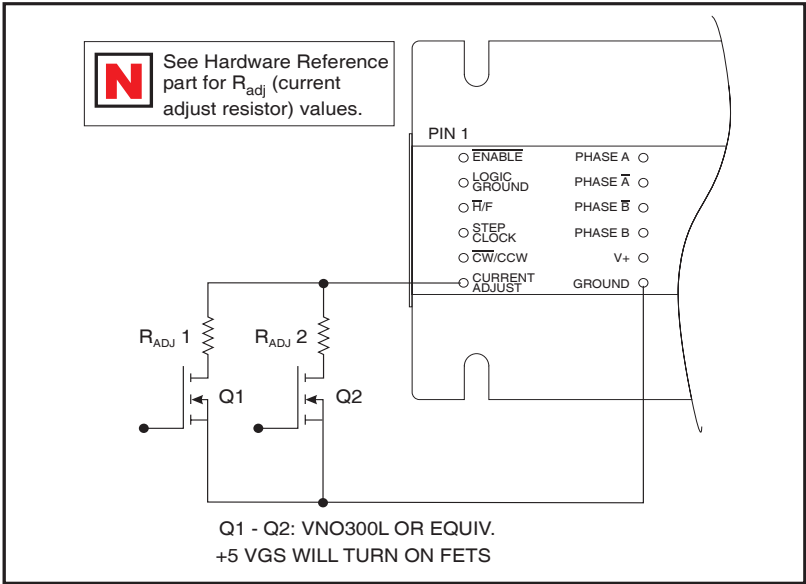 N
See Hardware Reference
part for Radj (current
adjust resistor) values.
PIN 1
ENABLE
PHASE A
LOGIC
GROUND
PHASE A
H/F
PHASE B
STEP
CLOCK
PHASE B
CW/CCW
V+
CURRENT
ADJUST
GROUND
RADJ 1
RADJ 2
Q1
Q2
Q1 - Q2: VNO300L OR EQUIV.
+5 VGS WILL TURN ON FETS